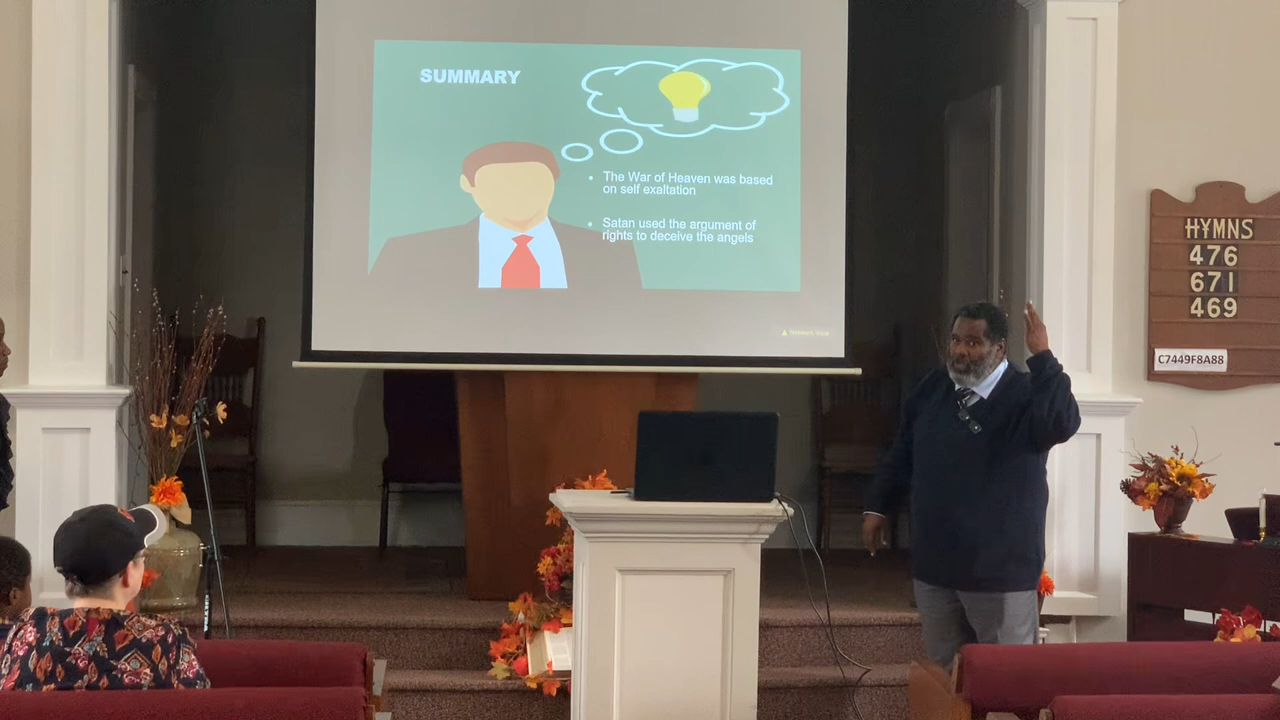 SUMMARY
• The War of Heaven was based
on self exaltation
• Satan used the argument of
rights to deceive the angels
HYMNS
476
671
469
C7449F8A88